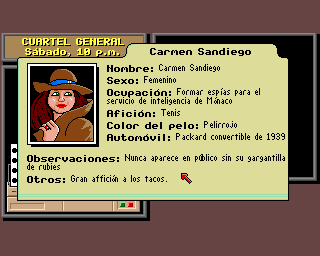 CUARTEL GENERAL
Sábado, 10 p.m.
Carmen Sandiego
Nombre: Carmen Sandiego
Sexo: Femenino
Ocupación: Formar espías para el
servicio de inteligencia de Mónaco
Afición: Tenis
Color del pelo: Pelirrojo
Automóvil: Packard convertible de 1939
Observaciones: Nunca aparece en público sin su gargantilla
de rubíes
Otros: Gran affición a los tacos.